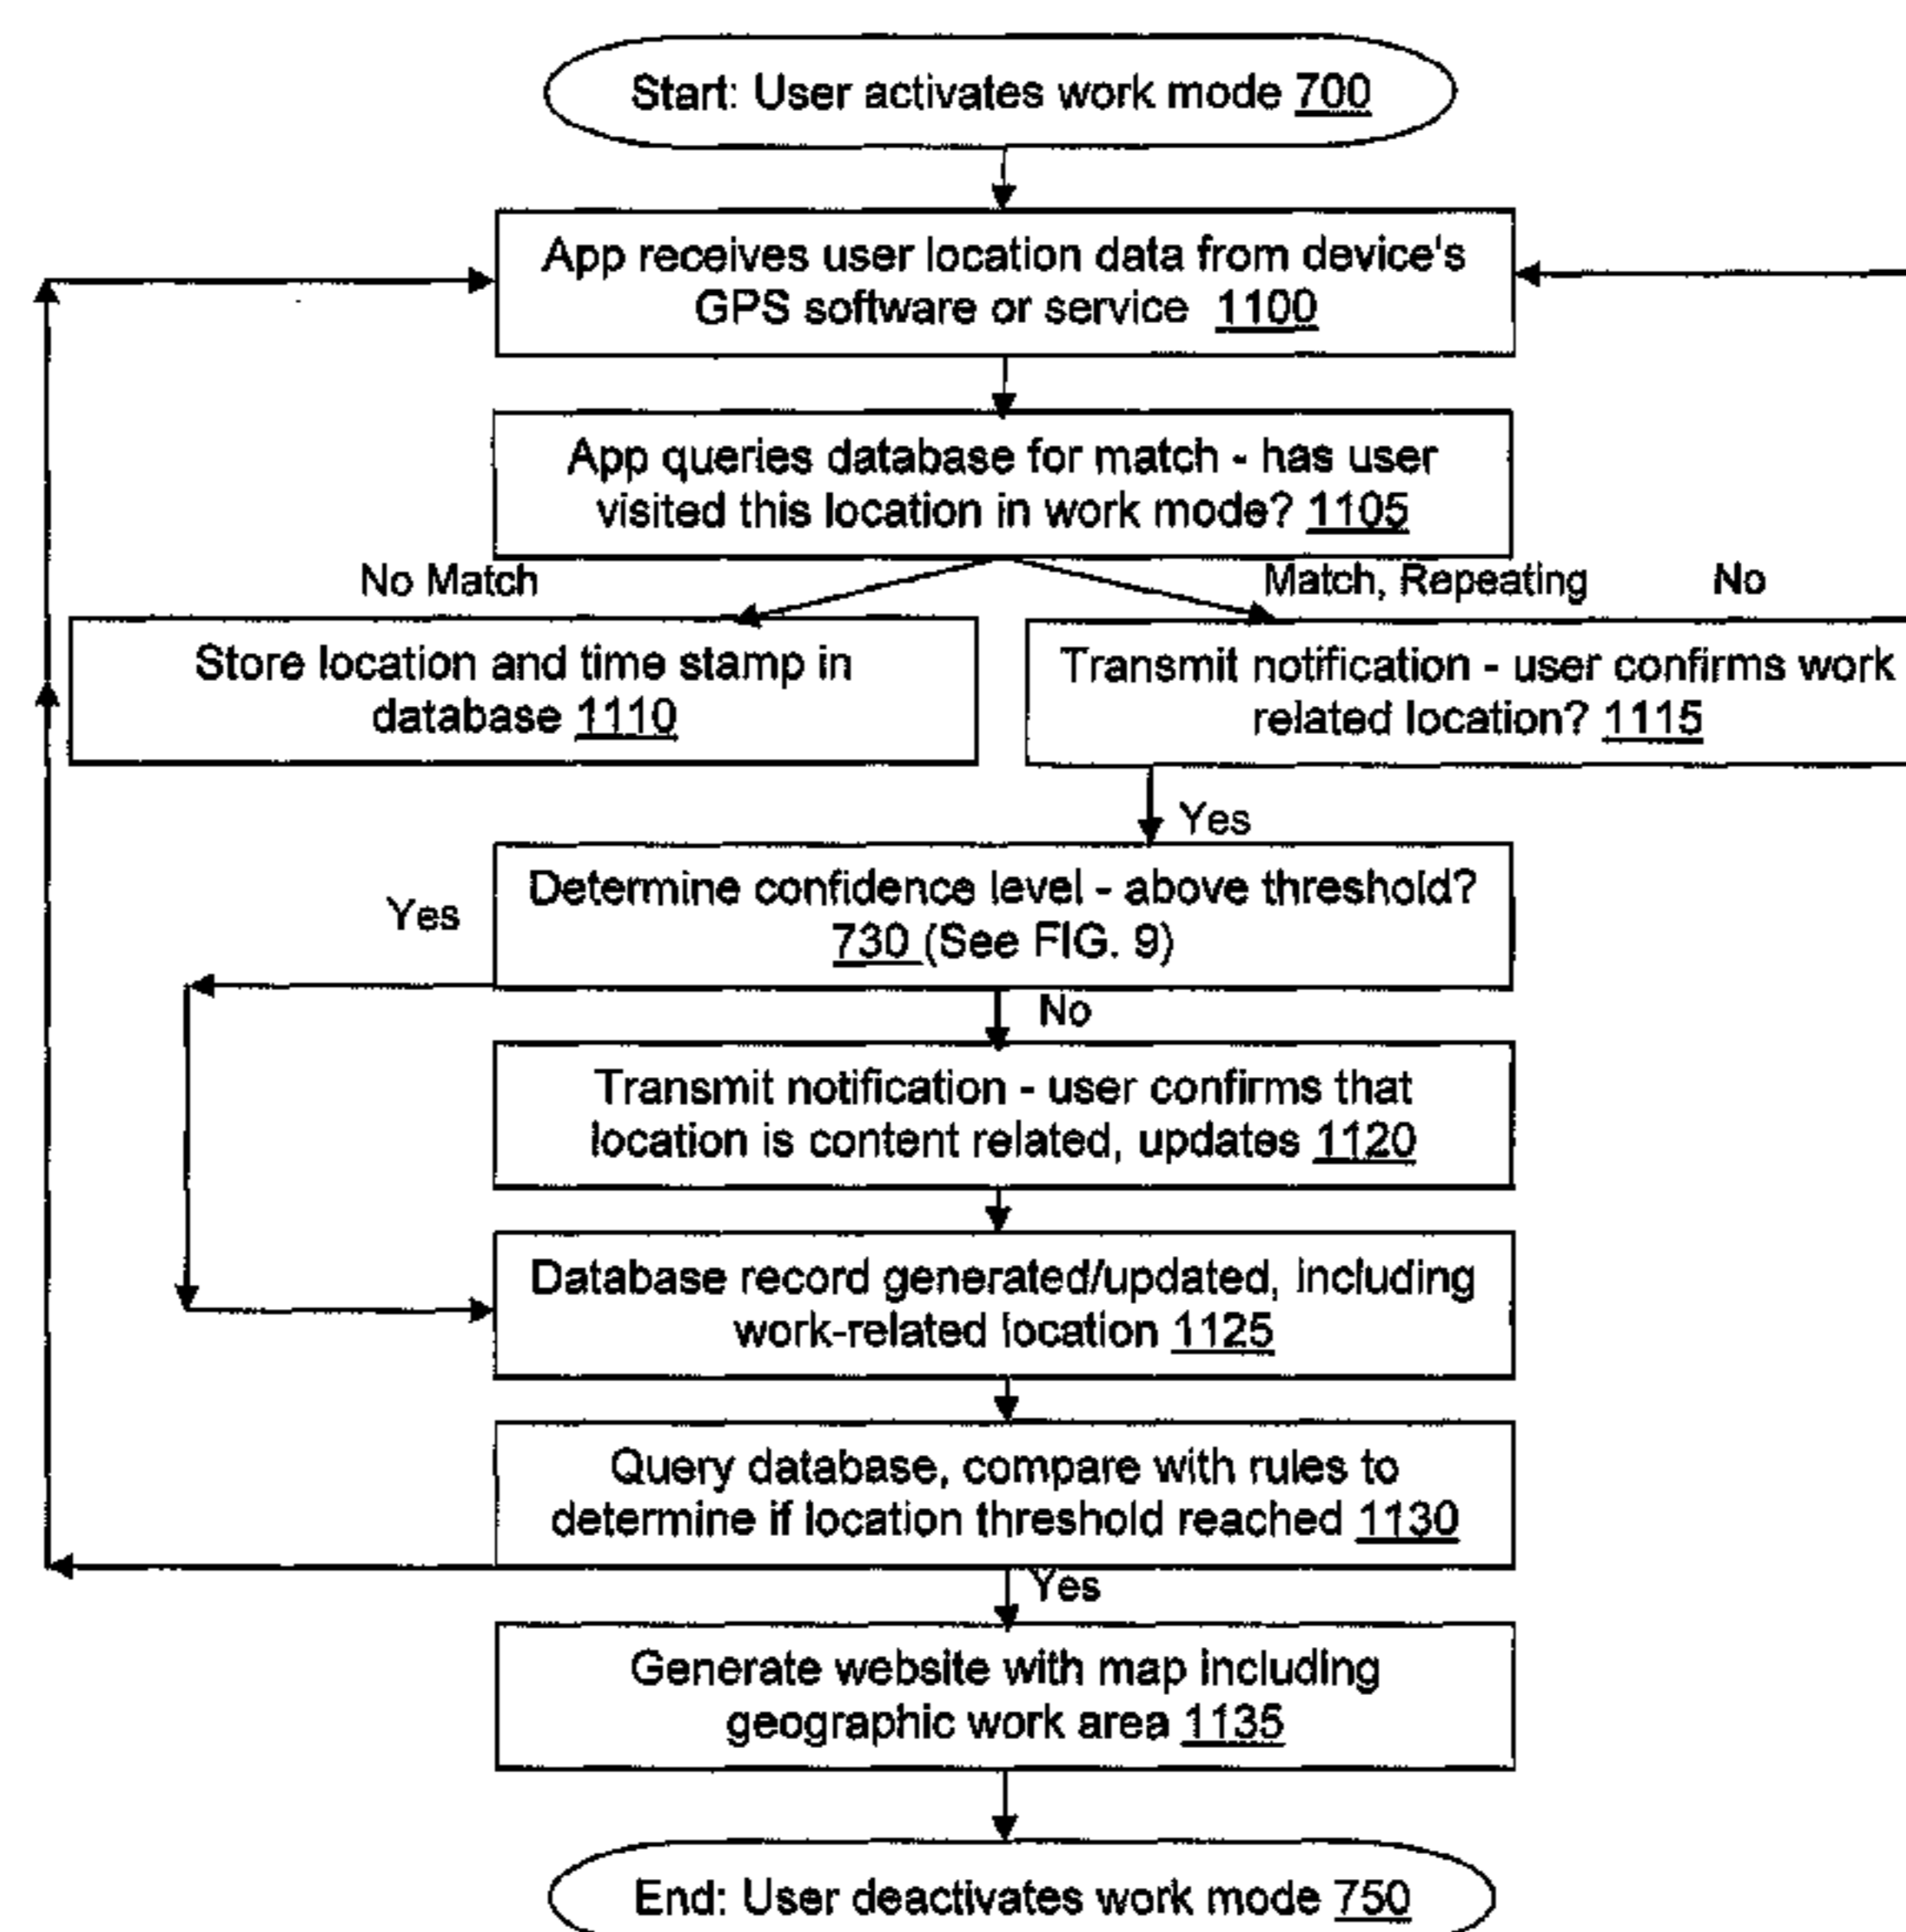 Start: User activates work mode 700
App receives user location data from device's
GPS software or service 1100
App queries database for match - has user
visited this location in work mode? 1105
No Match
Match, Repeating
No
Store location and time stamp in
database 1110
Transmit notification - user confirms work
related location? 1115
Yes
Determine confidence level - above threshold?
730 (See FIG. 9)
Yes
No
Transmit notification - user confirms that
location is content related, updates 1120
Database record generated/updated, including
work-related location 1125
Query database, compare with rules to
determine if location threshold reached 1130
Yes
Generate website with map including
geographic work area 1135
End: User deactivates work mode 750